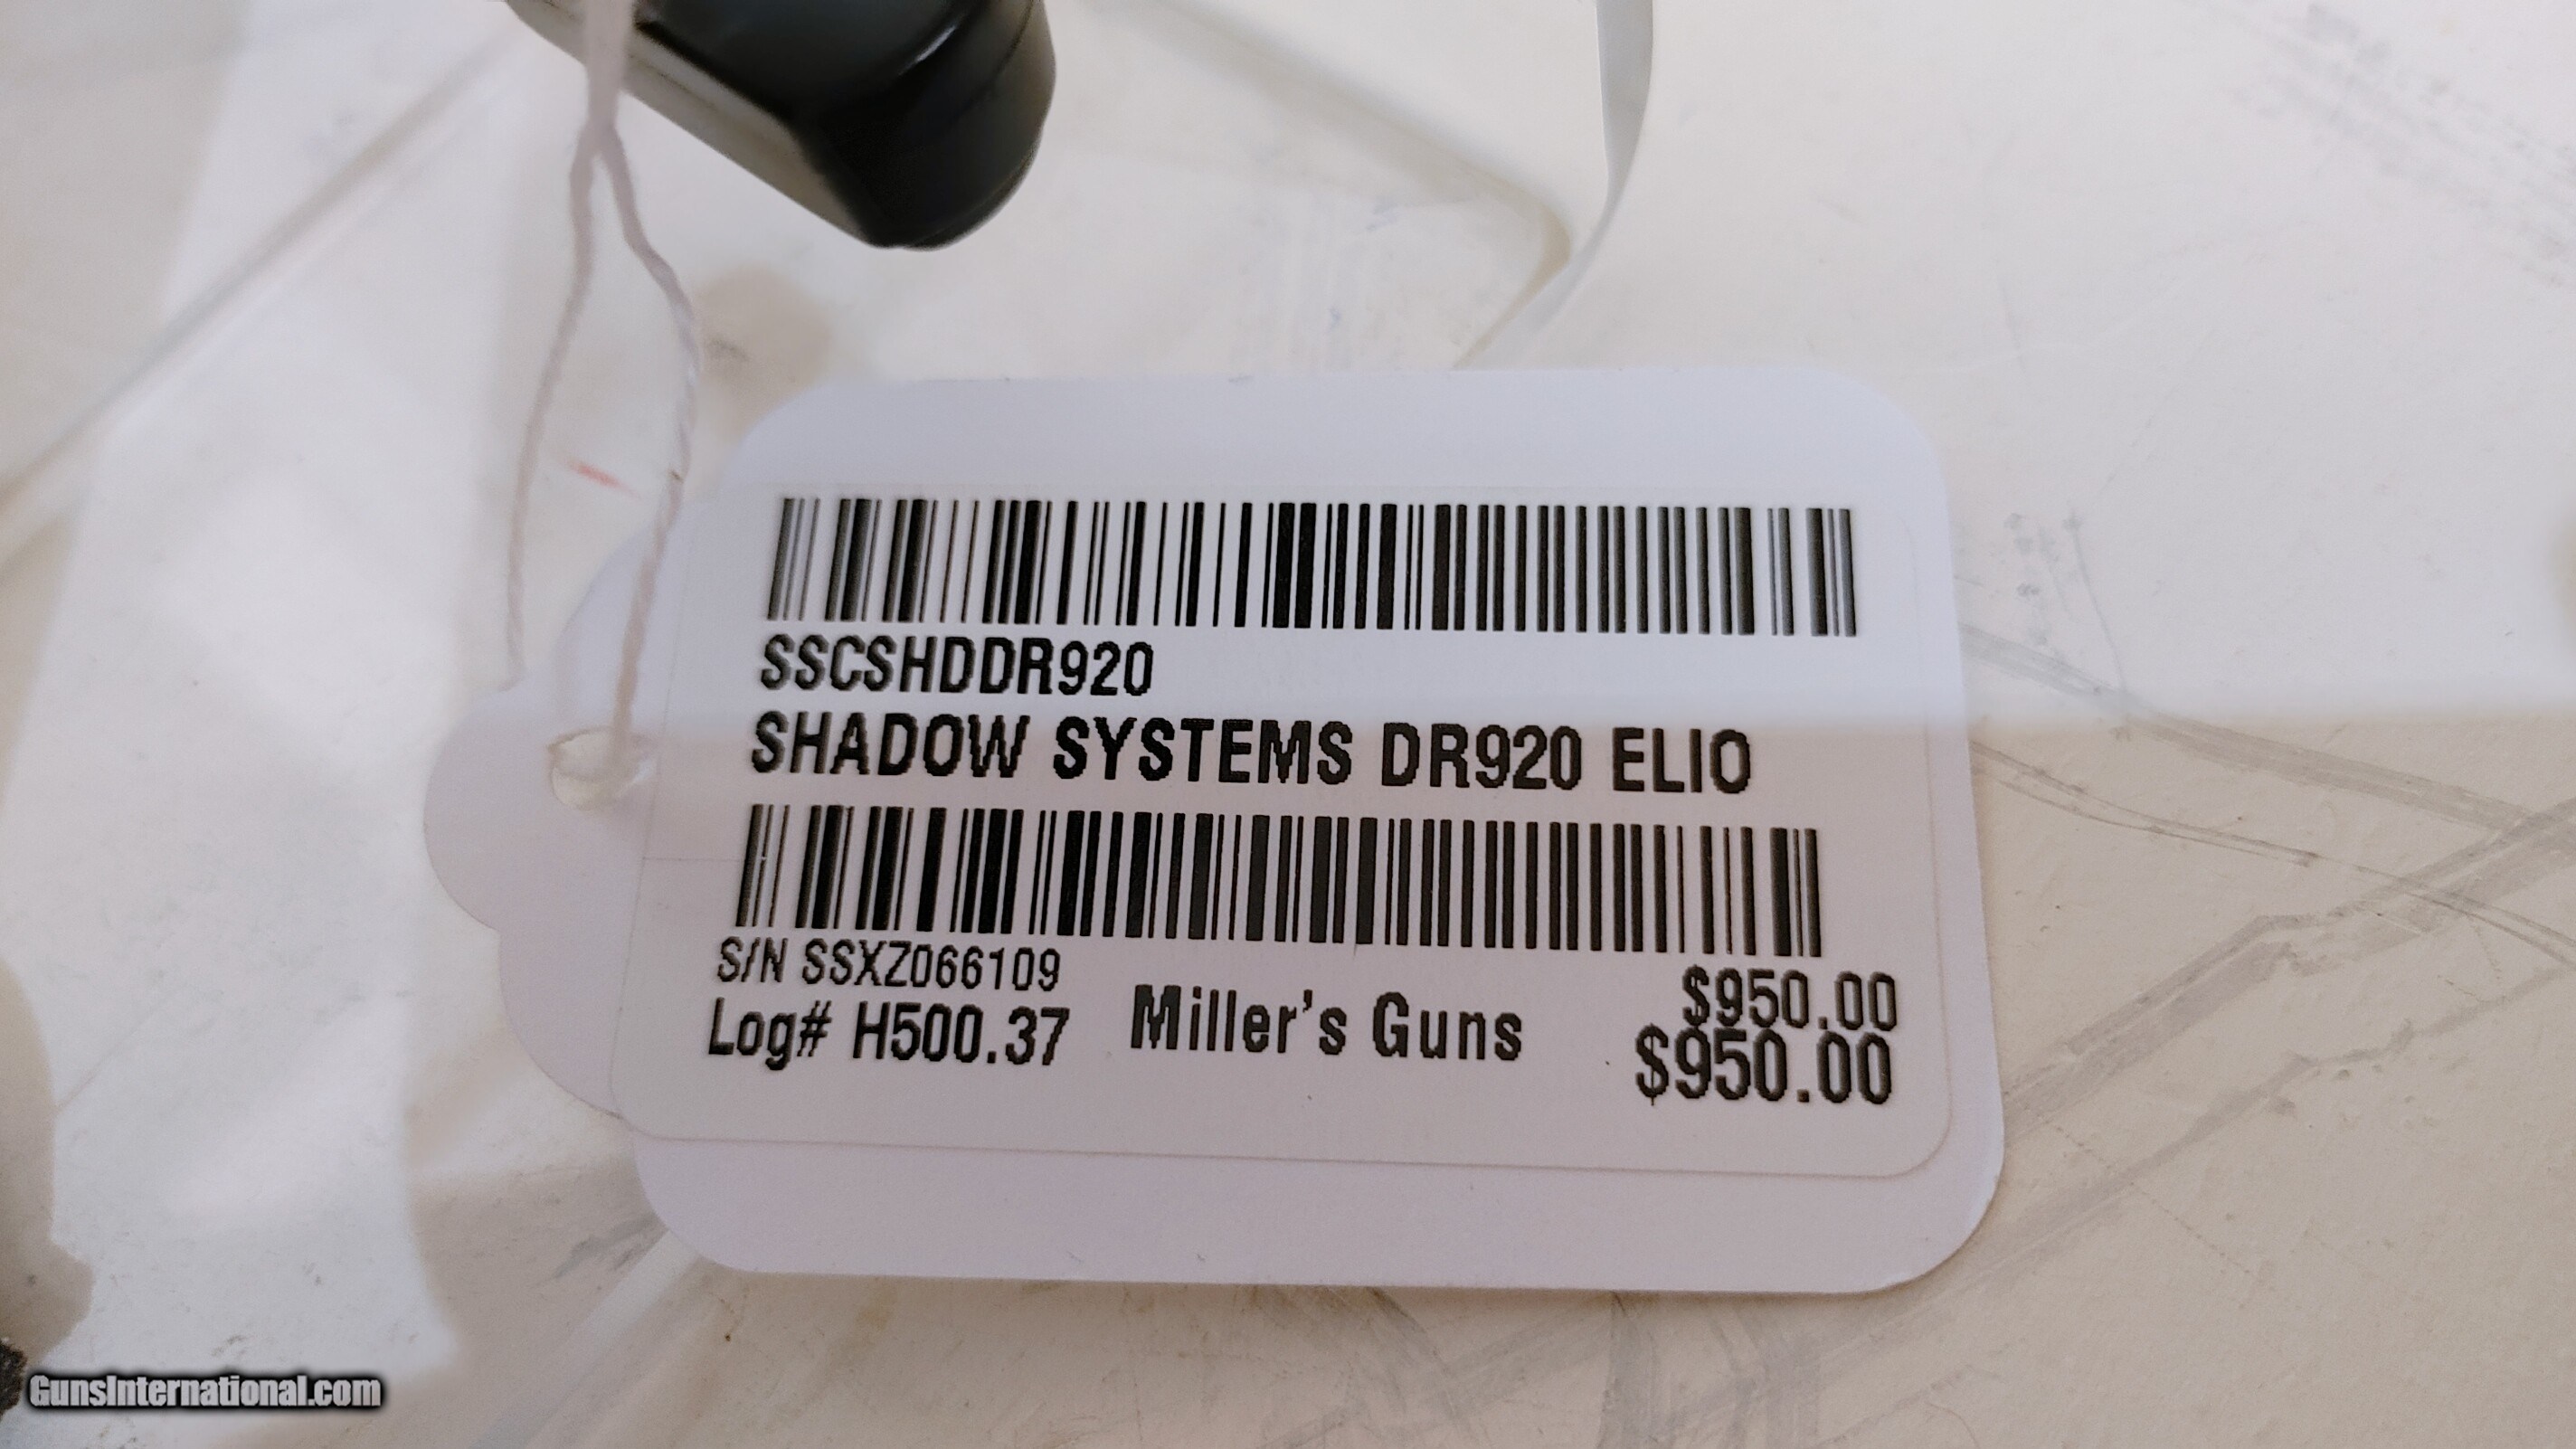 SSCSHDDR920
SHADOW SYSTEMS DR920 ELIO
S/N SSXZ066109
$950.00
Log# H500.37
Miller's Guns
$950.00
GunsInternational.com